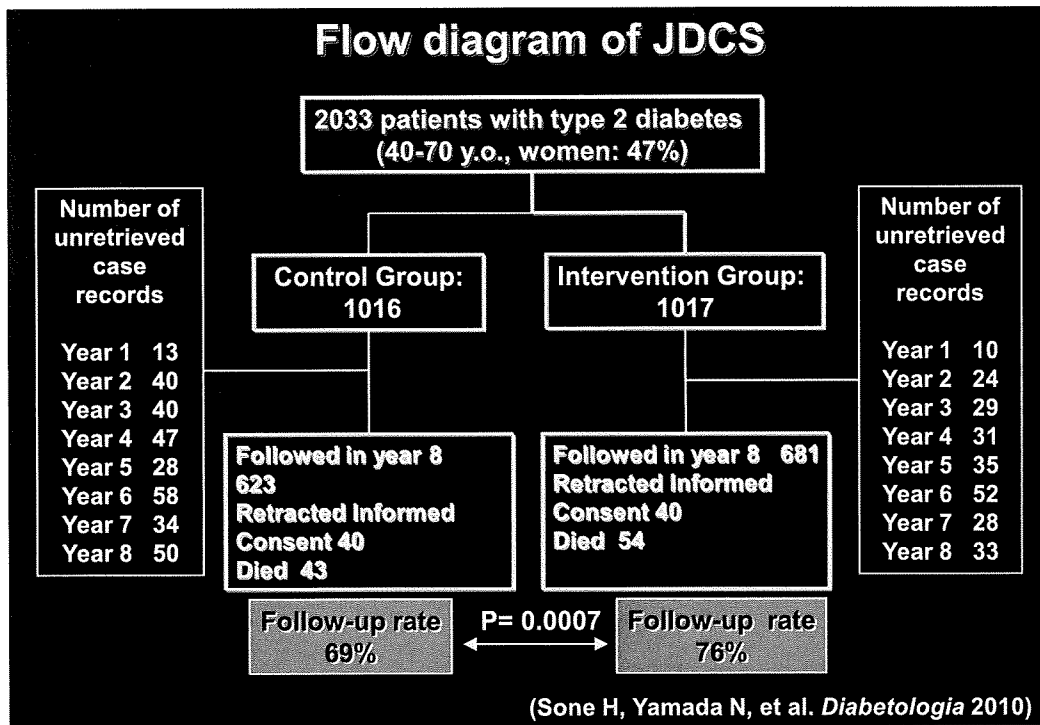 Flow diagram of JDCS
2033 patients with type 2 diabetes
(40-70 y.o., women: 47%)
Number of
unretrieved
case
records
Year 1 13
Year 2 40
Year 3 40
Year 4 47
Year 5 28
Year 6 58
Year 7 34
Year 8 50
Control Group:
1016
Intervention Group:
1017
Number of
unretrieved
case
records
Year 1 10
Year 2 24
Year 3 29
Year 4 31
Year 5 35
Year 6 52
Year 7 28
Year 8 33
Followed in year 8
623
Retracted Informed
Consent 40
Died 43
Followed in year 8 681
Retracted Informed
Consent 40
Died 54
Follow-up rate
69%
P= 0.0007
Follow-up rate
76%
(Sone H, Yamada N, et al. Diabetologia 2010)